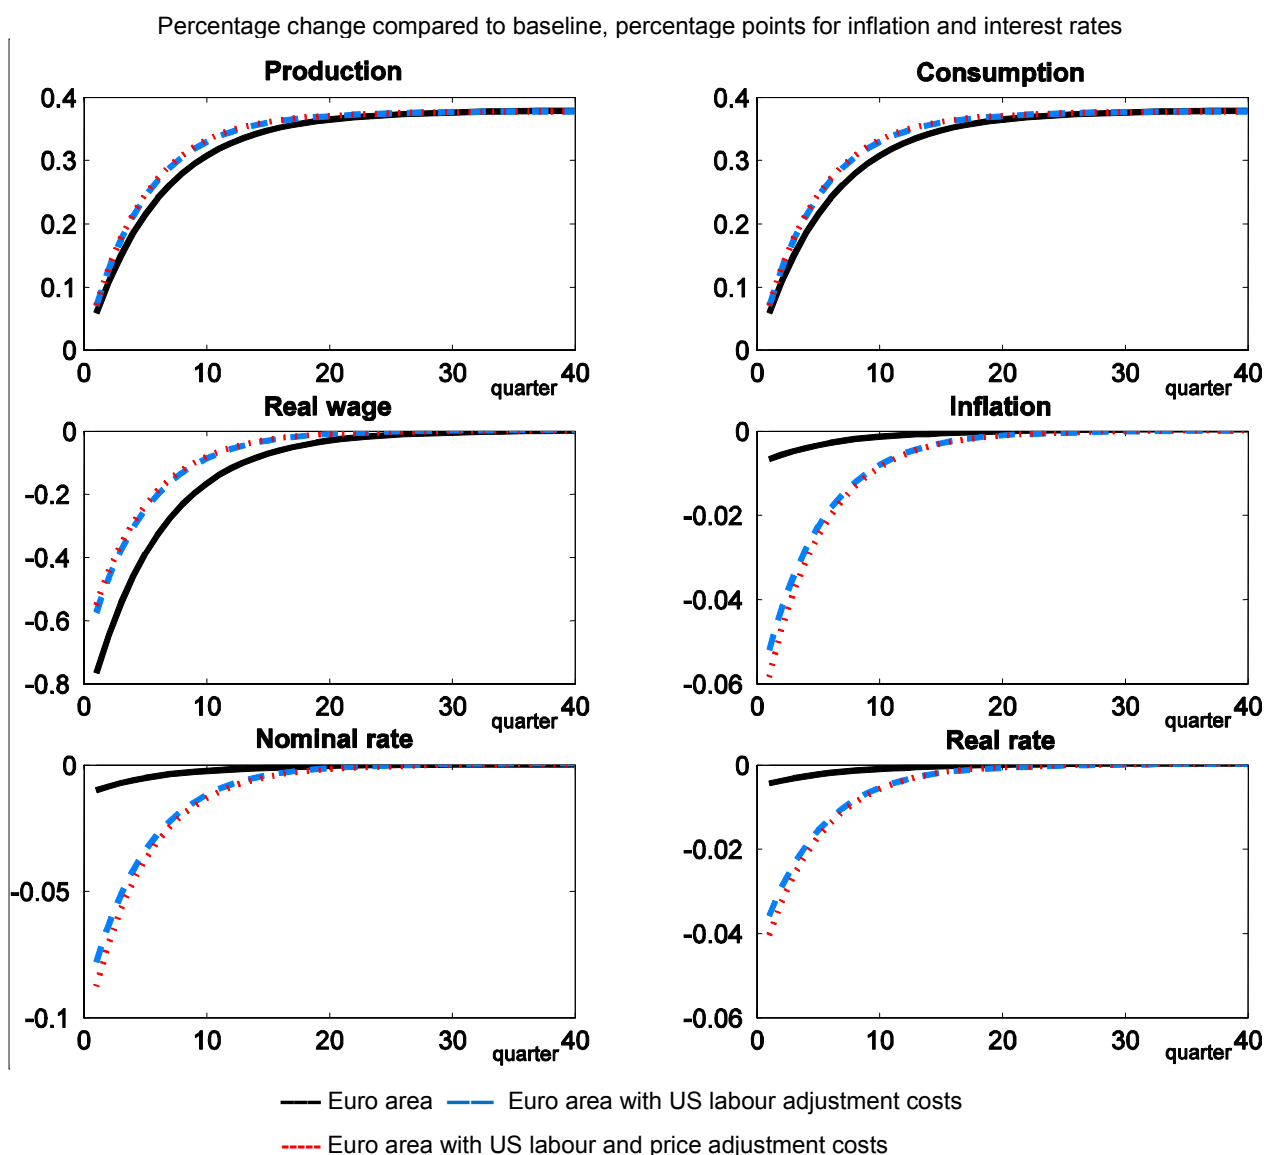 Percentage change compared to baseline, percentage points for inflation and interest rates
Production
Consumption
0.4
0.3
0.2
0.1
0
0 10 20 30 40
quarter
0.4
0.3
0.2
0.1
0
0 10 20 30 40
quarter
Real wage
Inflation
0
-0.2
-0.4
-0.6
-0.8
0 10 20 30 40
quarter
0
-0.02
-0.04
-0.06
0 10 20 30 40
quarter
Nominal rate
Real rate
0
-0.05
-0.1
0 10 20 30 40
quarter
0
-0.02
-0.04
-0.06
0 10 20 30 40
quarter
Euro area Euro area with US labour adjustment costs
Euro area with US labour and price adjustment costs